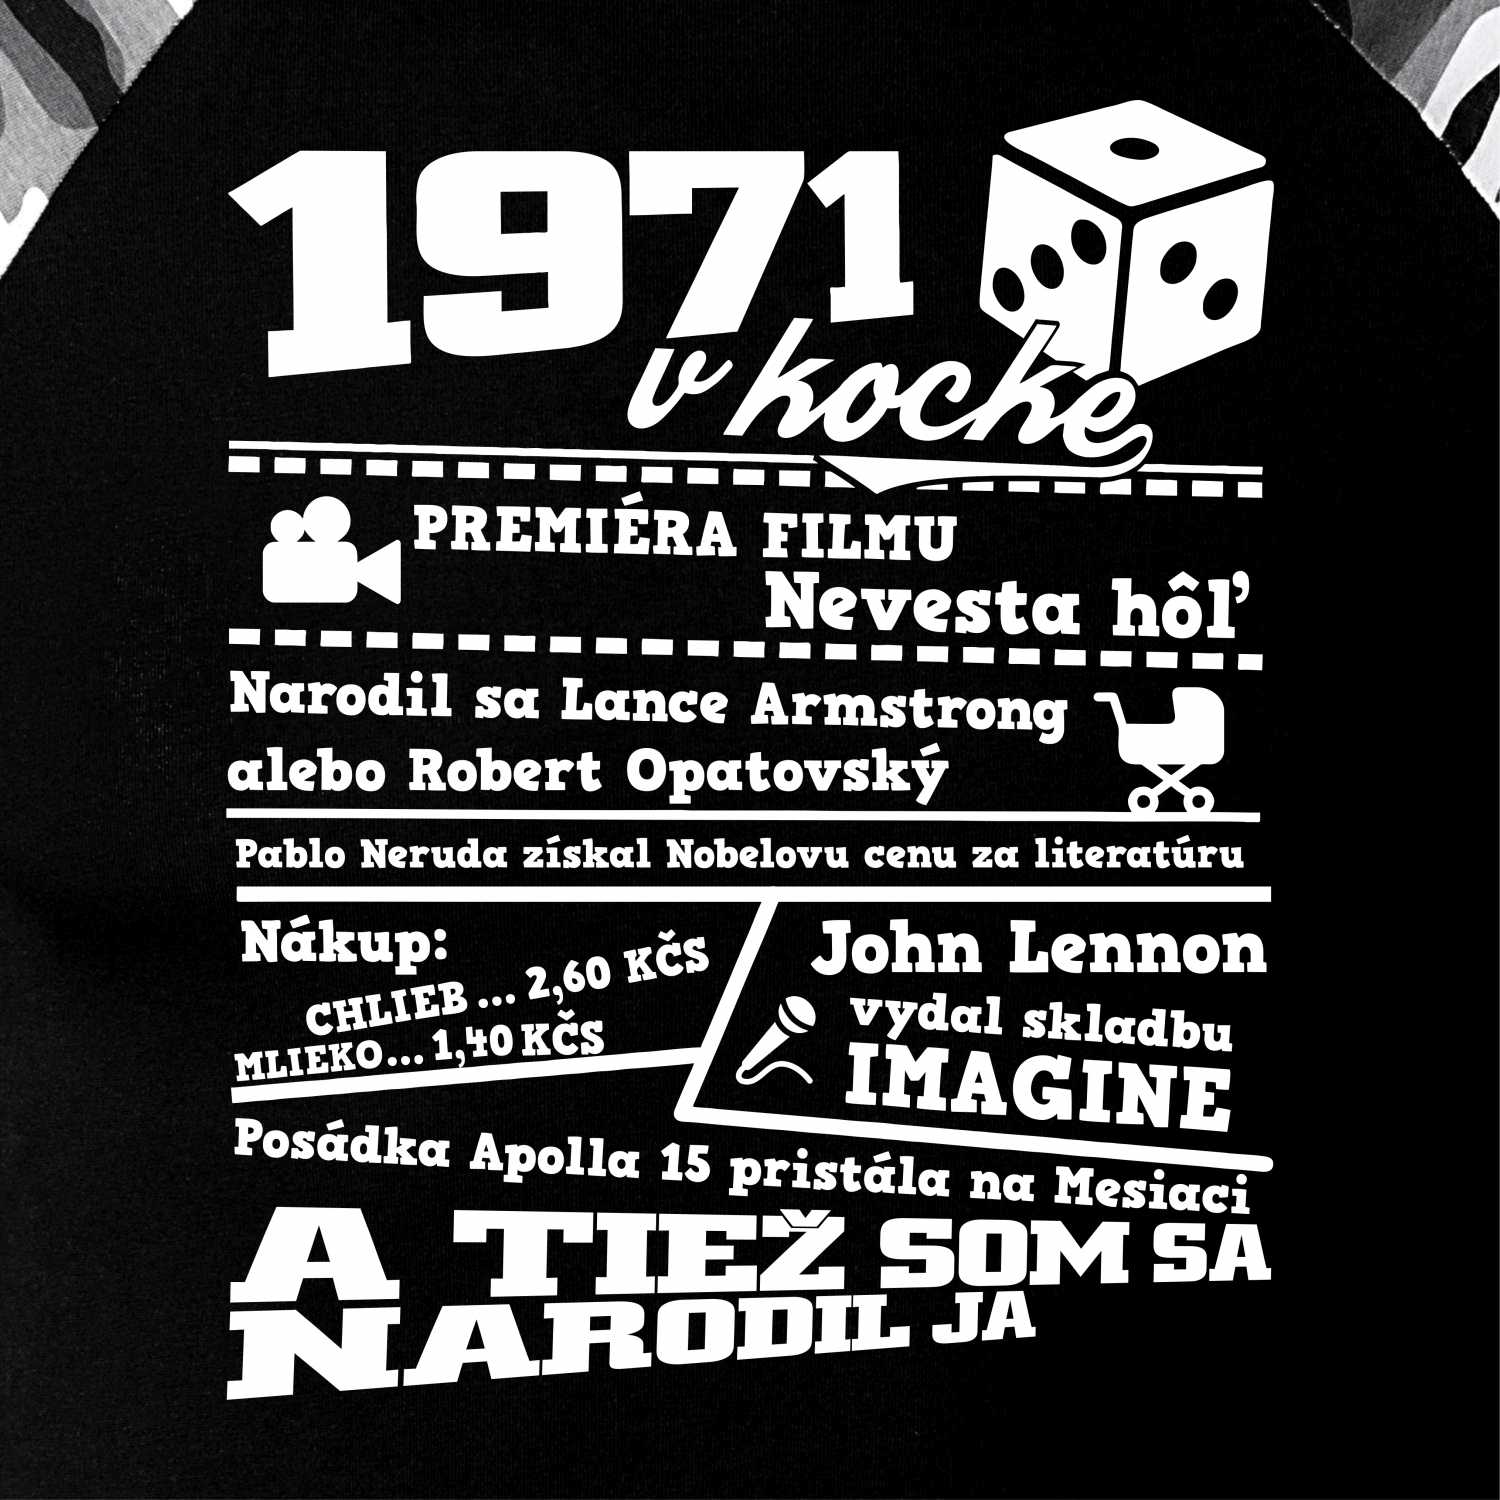 1971
v kocke
PREMIÉRA FILMU
Nevesta hôľ
Narodil sa Lance Armstrong
alebo Robert Opatovský
Pablo Neruda získal Nobelovu cenu za literatúru
Nákup:
CHLIEB ... 2,60 KČS
MLIEKO... 1,40 KČS
John Lennon
vydal skladbu
IMAGINE
Posádka Apolla 15 pristála na Mesiaci
A TIEŽ SOM SA
NARODIL JA